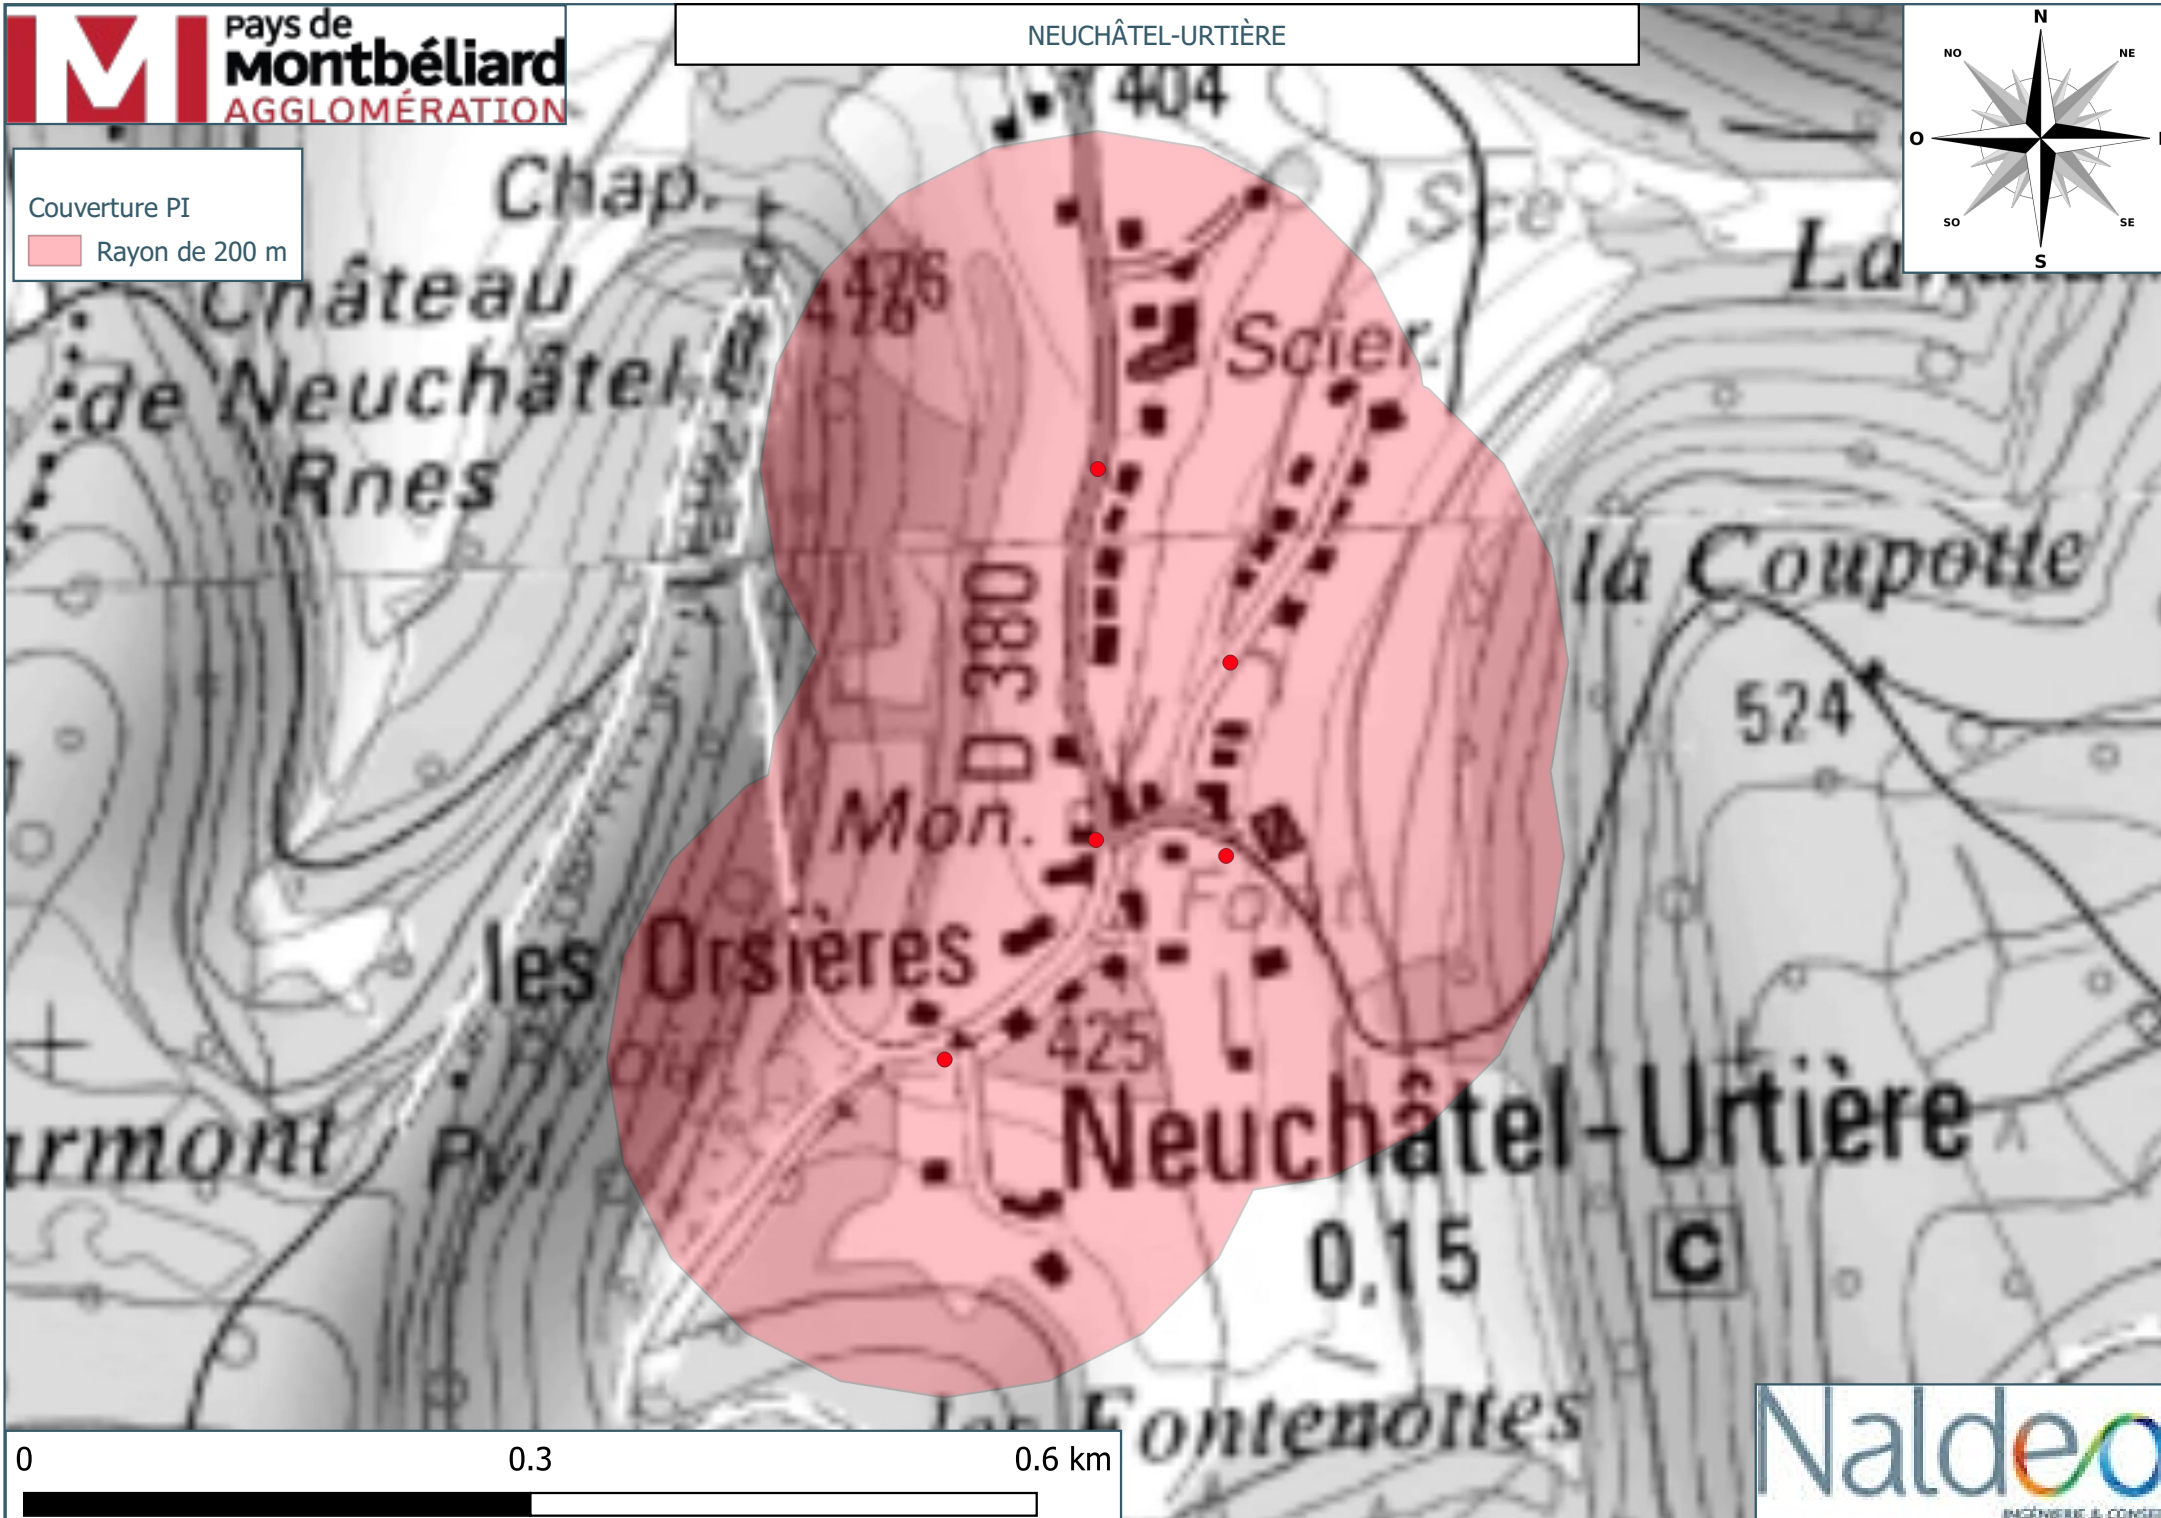 Pays de
Montbéliard
AGGLOMÉRATION
NEUCHÂTEL-URTIÈRE
N
NO
NE
O
SO
SE
S
Couverture PI
Rayon de 200 m
404
Chap.
Sce
Château
de Neuchâtel
Rnes
476
Scier.
la Coupotte
D 380
524
Mon.
les Orsières
425
Neuchâtel-Urtière
0,15
C
Pyl
Fontenottes
0
0.3
0.6 km
Naldeo